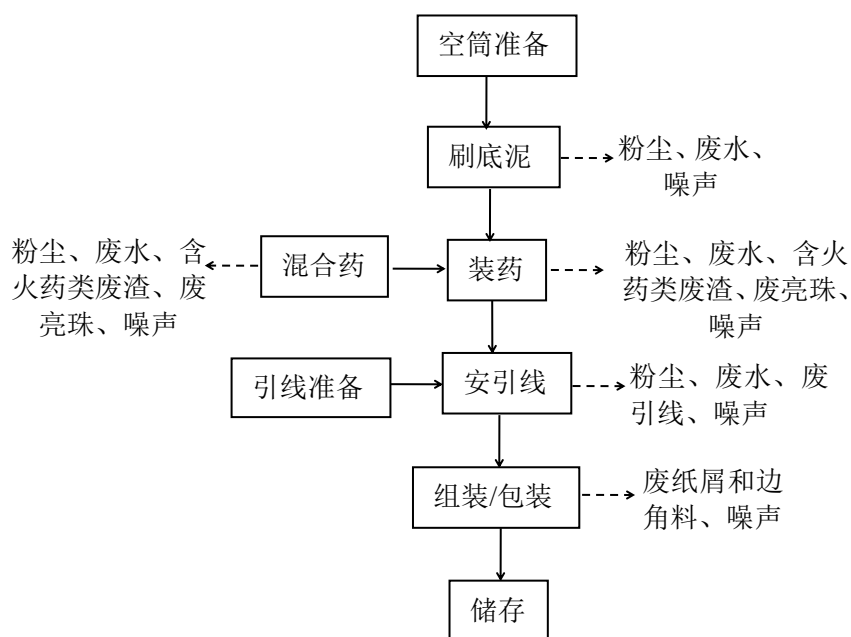 空筒准备
刷底泥
粉尘、废水、
噪声
粉尘、废水、含
火药类废渣、废
亮珠、噪声
混合药
装药
粉尘、废水、含火
药类废渣、废亮珠、
噪声
引线准备
安引线
粉尘、废水、废
引线、噪声
组装/包装
废纸屑和边
角料、噪声
储存